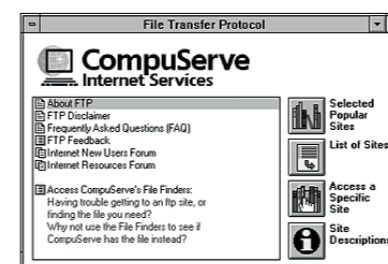 File Transfer Protocol
CompuServe
Internet Services
About FTP
FTP Disclaimer
Frequently Asked Questions (FAQ)
FTP Feedback
Internet New Users Forum
Internet Resources Forum
Access CompuServe's File Finders:
Having trouble getting to an ftp site, or
finding the file you need?
Why not use the File Finders to see if
CompuServe has the file instead?
Selected
Popular
Sites
List of Sites
Access a
Specific
Site
Site
Descriptions